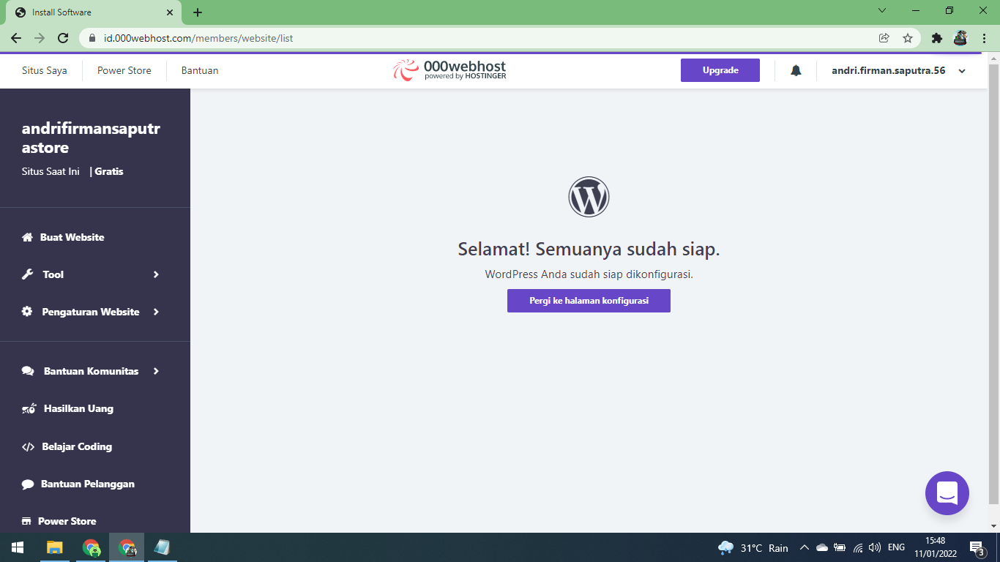 Install Software
id.000webhost.com/members/website/list
Situs Saya
Power Store
Bantuan
000webhost
powered by HOSTINGER
Upgrade
andri.firman.saputra.56
andrifirmansaputr
astore
Situs Saat Ini | Gratis
Buat Website
Tool
Pengaturan Website
Bantuan Komunitas
Hasilkan Uang
Belajar Coding
Bantuan Pelanggan
Power Store
Selamat! Semuanya sudah siap.
WordPress Anda sudah siap dikonfigurasi.
Pergi ke halaman konfigurasi
31°C Rain
ENG
15:48
11/01/2022
3